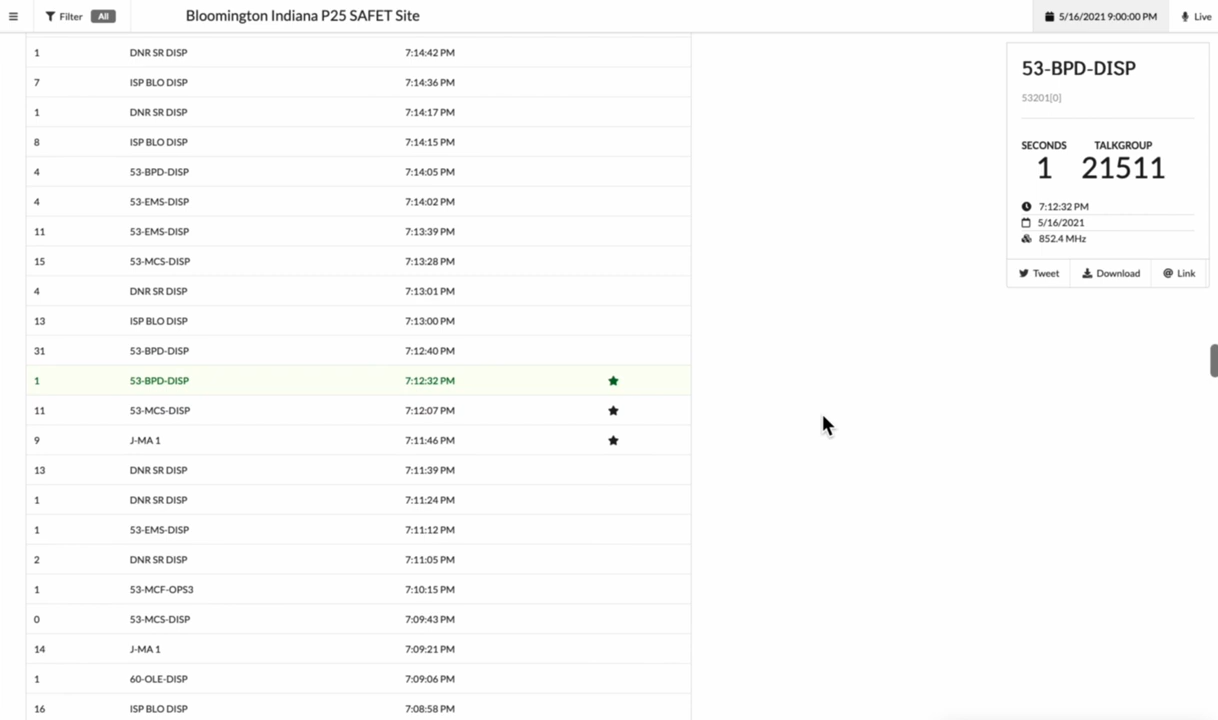 Filter All
Bloomington Indiana P25 SAFET Site
5/16/2021 9:00:00 PM
Live
1 DNR SR DISP 7:14:42 PM
7 ISP BLO DISP 7:14:36 PM
1 DNR SR DISP 7:14:17 PM
8 ISP BLO DISP 7:14:15 PM
4 53-BPD-DISP 7:14:05 PM
4 53-EMS-DISP 7:14:02 PM
11 53-EMS-DISP 7:13:39 PM
15 53-MCS-DISP 7:13:28 PM
4 DNR SR DISP 7:13:01 PM
13 ISP BLO DISP 7:13:00 PM
31 53-BPD-DISP 7:12:40 PM
1 53-BPD-DISP 7:12:32 PM
11 53-MCS-DISP 7:12:07 PM
9 J-MA 1 7:11:46 PM
13 DNR SR DISP 7:11:39 PM
1 DNR SR DISP 7:11:24 PM
1 53-EMS-DISP 7:11:12 PM
2 DNR SR DISP 7:11:05 PM
1 53-MCF-OPS3 7:10:15 PM
0 53-MCS-DISP 7:09:43 PM
14 J-MA 1 7:09:21 PM
1 60-OLE-DISP 7:09:06 PM
16 ISP BLO DISP 7:08:58 PM
53-BPD-DISP
53201[0]
SECONDS TALKGROUP
1 21511
7:12:32 PM
5/16/2021
852.4 MHz
Tweet Download @ Link